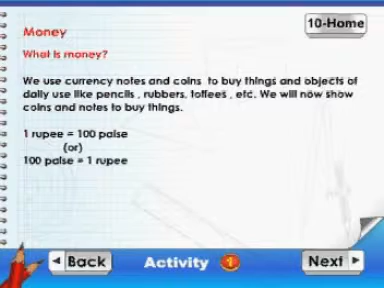 10-Home
Money
What is money?
We use currency notes and coins to buy things and objects of
daily use like pencils , rubbers, toffees , etc. We will now show
coins and notes to buy things.
1 rupee = 100 paise
(or)
100 paise = 1 rupee
Back
Activity 1
Next